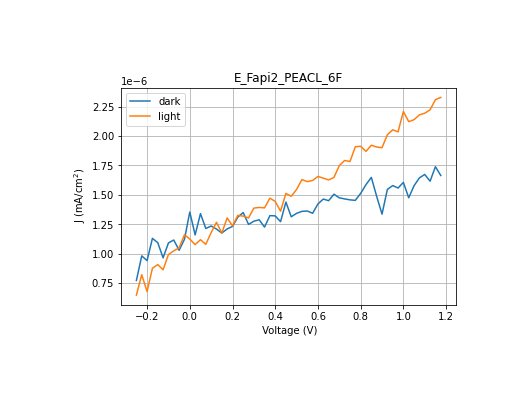 E_Fapi2_PEACL_6F
1e−6
dark
light
2.25
2.00
1.75
1.50
1.25
1.00
0.75
J (mA/cm²)
−0.2 0.0 0.2 0.4 0.6 0.8 1.0 1.2
Voltage (V)